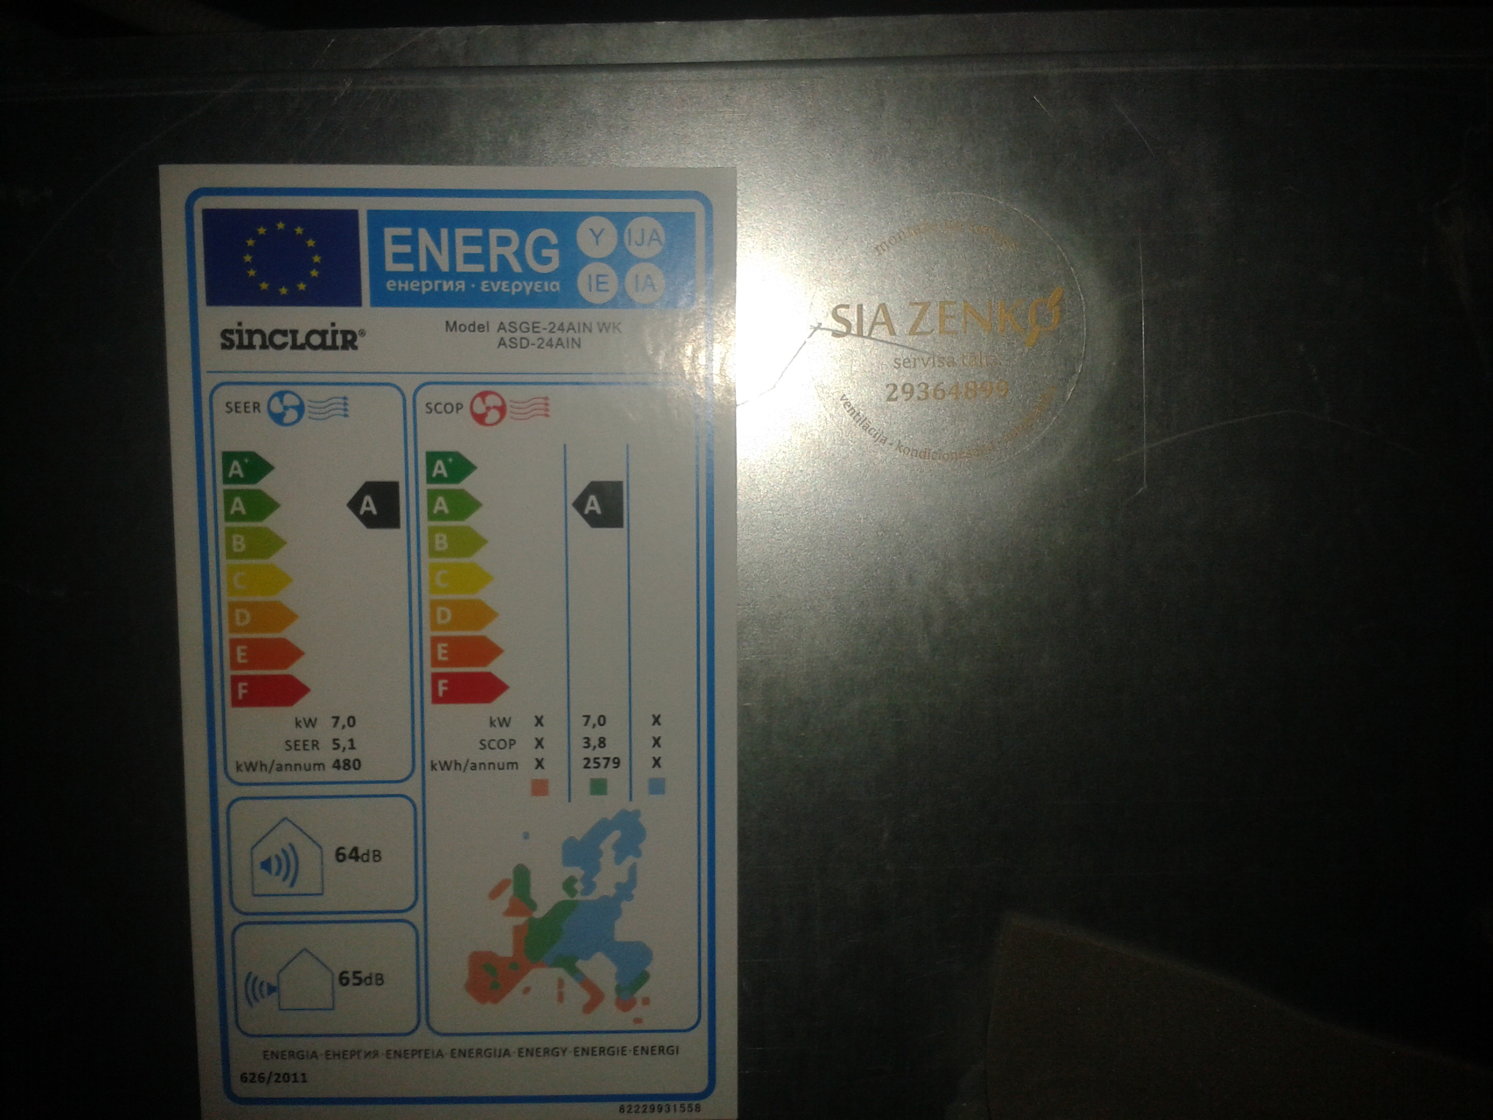 ENERG
енергия · ενεργεια
Y IJA
IE IA
sinclair®
Model ASGE-24AIN WK
ASD-24AIN
SEER
A+
A
B
C
D
E
F
A
kW 7,0
SEER 5,1
kWh/annum 480
SCOP
A+
A
B
C
D
E
F
A
kW X 7,0 X
SCOP X 3,8 X
kWh/annum X 2579 X
64dB
65dB
ENERGIA·ЕНЕРГИЯ·ΕΝΕΡΓΕΙΑ·ENERGIJA·ENERGY·ENERGIE·ENERGI
626/2011
82229931558
SIA ZENKO
servisa tālr.
29364899
ventilācija -